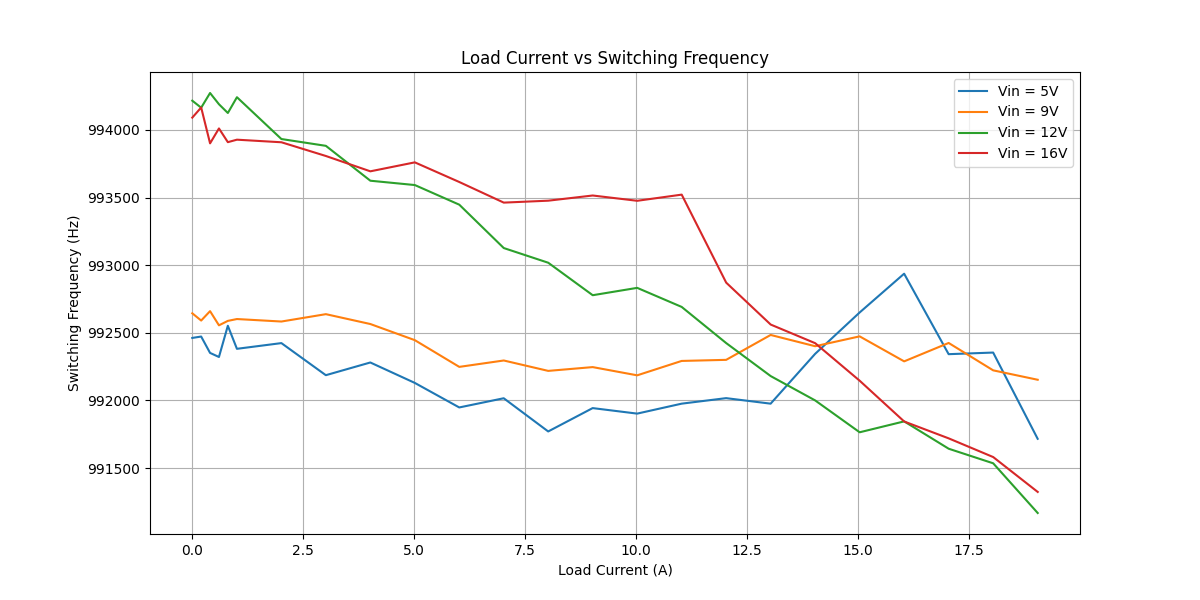 Load Current vs Switching Frequency
Switching Frequency (Hz)
994000
993500
993000
992500
992000
991500
Vin = 5V
Vin = 9V
Vin = 12V
Vin = 16V
0.0 2.5 5.0 7.5 10.0 12.5 15.0 17.5
Load Current (A)